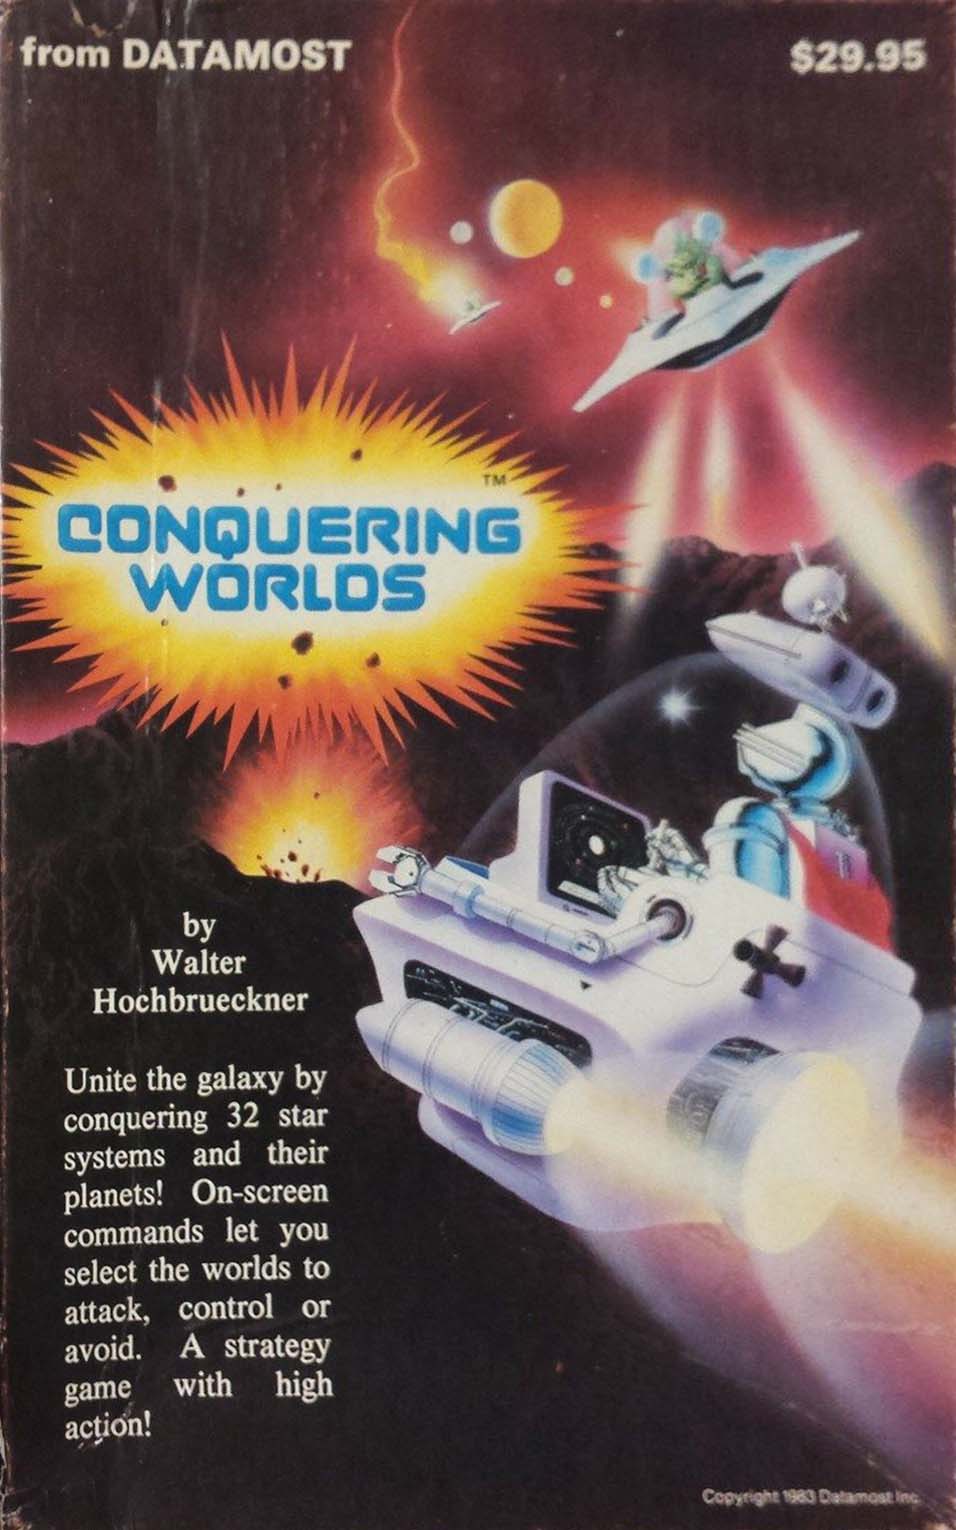 from DATAMOST
$29.95
CONQUERING™
WORLDS
by
Walter
Hochbrueckner
Unite the galaxy by
conquering 32 star
systems and their
planets! On-screen
commands let you
select the worlds to
attack, control or
avoid. A strategy
game with high
action!
Copyright 1983 Datamost Inc.